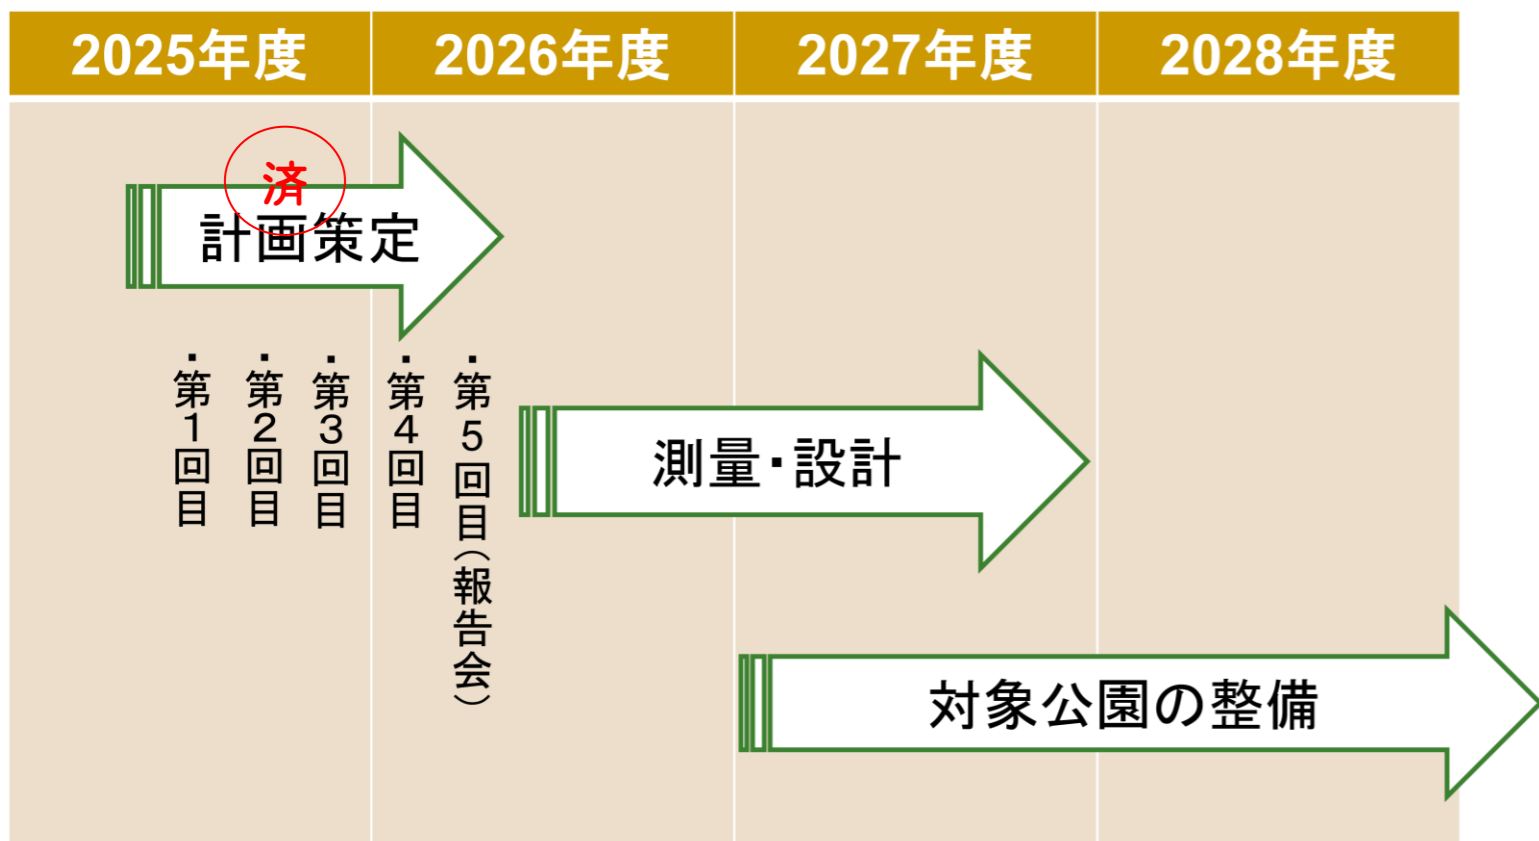 2025年度
2026年度
2027年度
2028年度
済
計画策定
・第1回目
・第2回目
・第3回目
・第4回目
・第5回目(報告会)
測量・設計
対象公園の整備